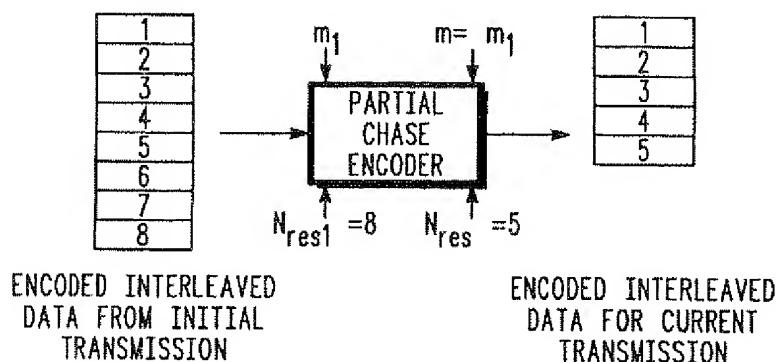 1
2
3
4
5
6
7
8
m1
m= m1
PARTIAL
CHASE
ENCODER
Nres1 =8
Nres =5
1
2
3
4
5
ENCODED INTERLEAVED
DATA FROM INITIAL
TRANSMISSION
ENCODED INTERLEAVED
DATA FOR CURRENT
TRANSMISSION